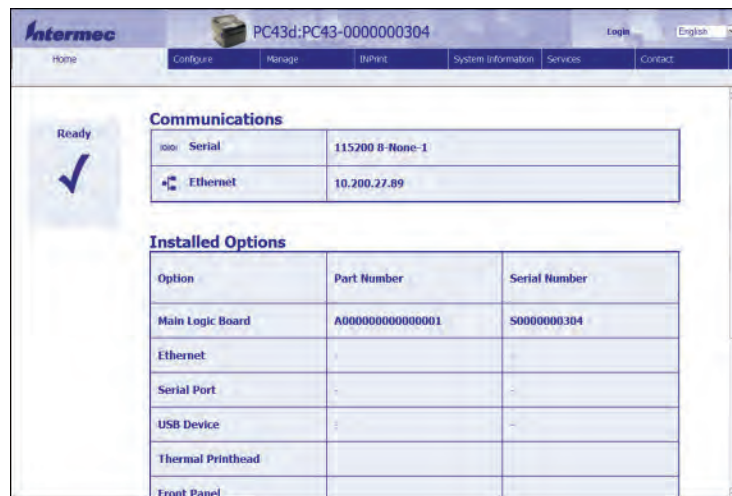 Intermec
PC43d:PC43-0000000304
Login
English
Home
Configure
Manage
INPrint
System Information
Services
Contact
Ready
Communications
Serial
115200 8-None-1
Ethernet
10.200.27.89
Installed Options
Option
Part Number
Serial Number
Main Logic Board
A000000000000001
S0000000304
Ethernet
-
-
Serial Port
-
-
USB Device
-
-
Thermal Printhead
Front Panel